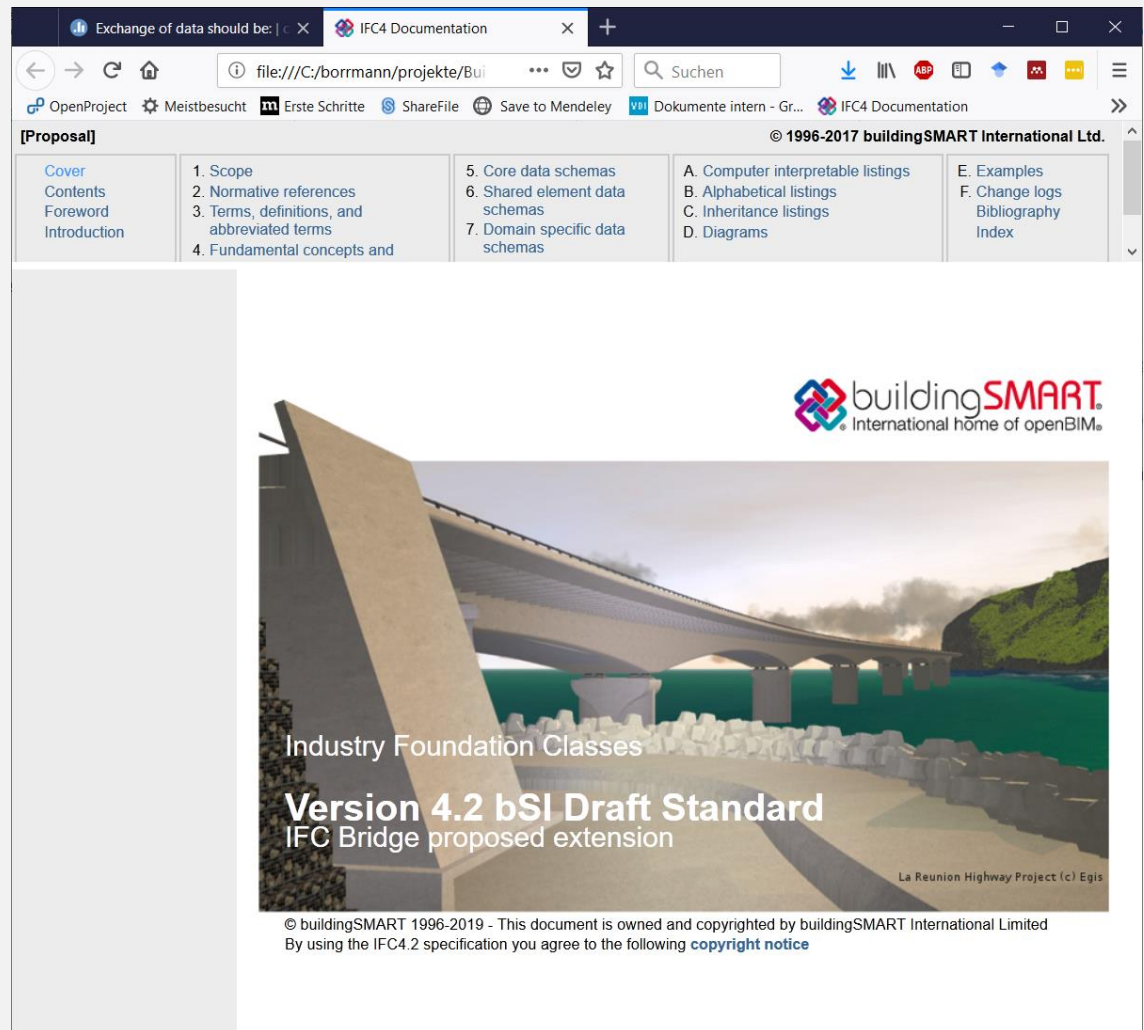 Exchange of data should be: | c
IFC4 Documentation
file:///C:/borrmann/projekte/Bui
Suchen
ABP
OpenProject
Meistbesucht
m Erste Schritte
ShareFile
Save to Mendeley
VDI Dokumente intern - Gr...
IFC4 Documentation
[Proposal]
© 1996-2017 buildingSMART International Ltd.
Cover
Contents
Foreword
Introduction
1. Scope
2. Normative references
3. Terms, definitions, and
abbreviated terms
4. Fundamental concepts and
5. Core data schemas
6. Shared element data
schemas
7. Domain specific data
schemas
A. Computer interpretable listings
B. Alphabetical listings
C. Inheritance listings
D. Diagrams
E. Examples
F. Change logs
Bibliography
Index
buildingSMART®
International home of openBIM®
Industry Foundation Classes
Version 4.2 bSI Draft Standard
IFC Bridge proposed extension
La Reunion Highway Project (c) Egis
© buildingSMART 1996-2019 - This document is owned and copyrighted by buildingSMART International Limited
By using the IFC4.2 specification you agree to the following copyright notice